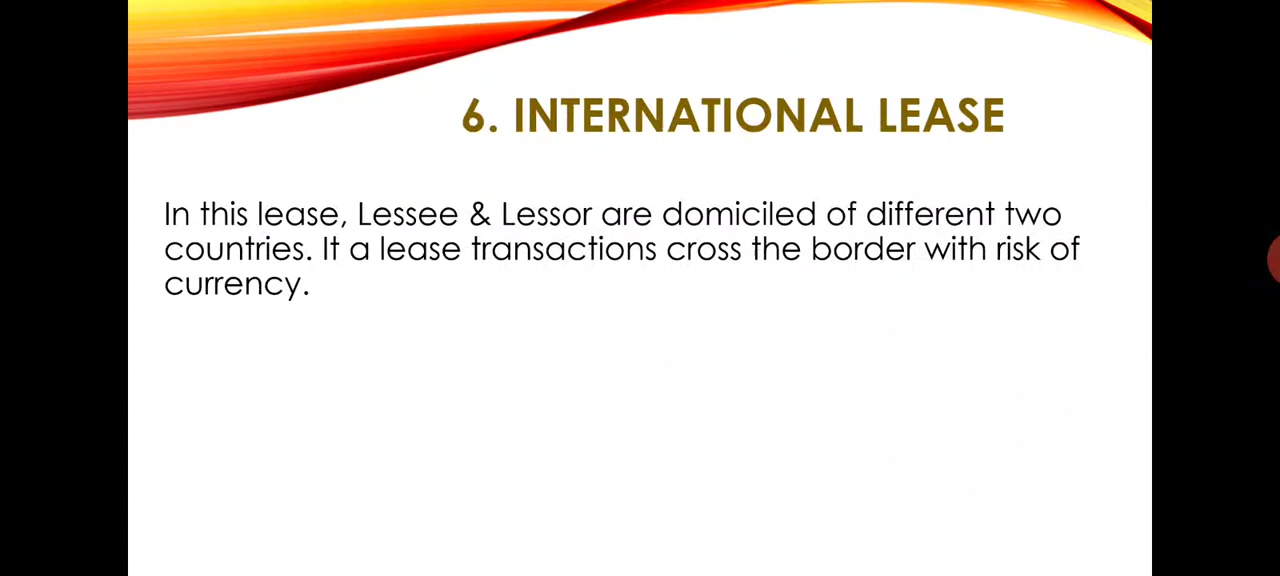 6. INTERNATIONAL LEASE
In this lease, Lessee & Lessor are domiciled of different two
countries. It a lease transactions cross the border with risk of
currency.